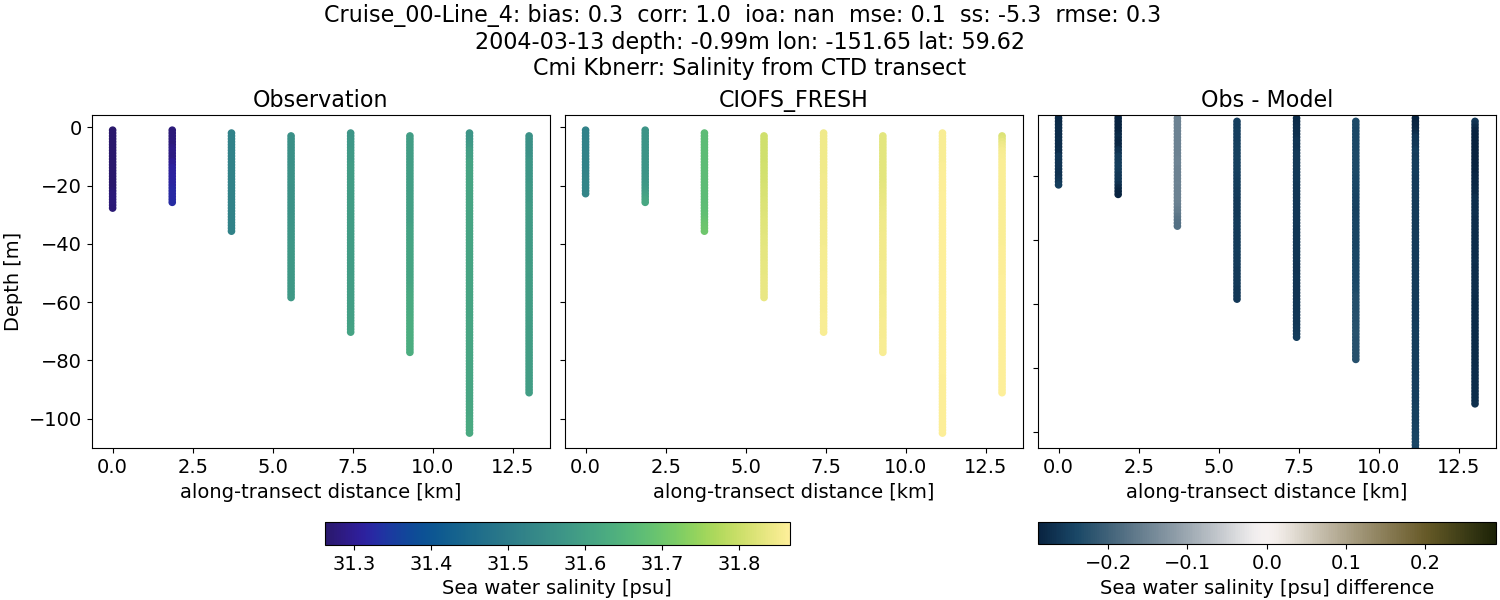 Cruise_00-Line_4: bias: 0.3  corr: 1.0  ioa: nan  mse: 0.1  ss: -5.3  rmse: 0.3
2004-03-13 depth: -0.99m lon: -151.65 lat: 59.62
Cmi Kbnerr: Salinity from CTD transect
Observation
CIOFS_FRESH
Obs - Model
Depth [m]
0
−20
−40
−60
−80
−100
0.0 2.5 5.0 7.5 10.0 12.5
0.0 2.5 5.0 7.5 10.0 12.5
0.0 2.5 5.0 7.5 10.0 12.5
along-transect distance [km]
along-transect distance [km]
along-transect distance [km]
31.3 31.4 31.5 31.6 31.7 31.8
Sea water salinity [psu]
−0.2 −0.1 0.0 0.1 0.2
Sea water salinity [psu] difference